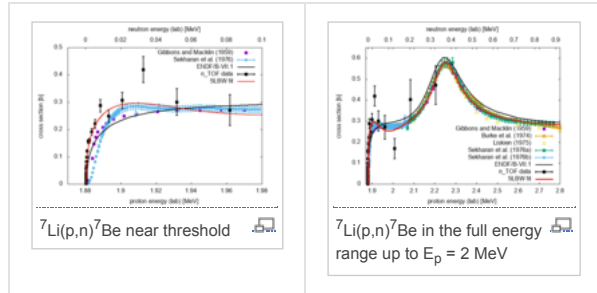 neutron energy (lab) [MeV]
0 0.02 0.04 0.06 0.08 0.1
cross section [b]
0.5
0.4
0.3
0.2
0.1
0
Gibbons and Macklin (1959)
Sekharan et al. (1976)
ENDF/B-VII.1
n_TOF data
SLBW fit
1.88 1.9 1.92 1.94 1.96 1.98
proton energy (lab) [MeV]
⁷Li(p,n)⁷Be near threshold
neutron energy (lab) [MeV]
0 0.1 0.2 0.3 0.4 0.5 0.6 0.7 0.8 0.9
cross section [b]
0.6
0.5
0.4
0.3
0.2
0.1
0
Gibbons and Macklin (1959)
Burke et al. (1974)
Liskien (1975)
Sekharan et al. (1976a)
Sekharan et al. (1976b)
ENDF/B-VII.1
n_TOF data
SLBW fit
1.9 2 2.1 2.2 2.3 2.4 2.5 2.6 2.7 2.8
proton energy (lab) [MeV]
⁷Li(p,n)⁷Be in the full energy
range up to Eₚ = 2 MeV